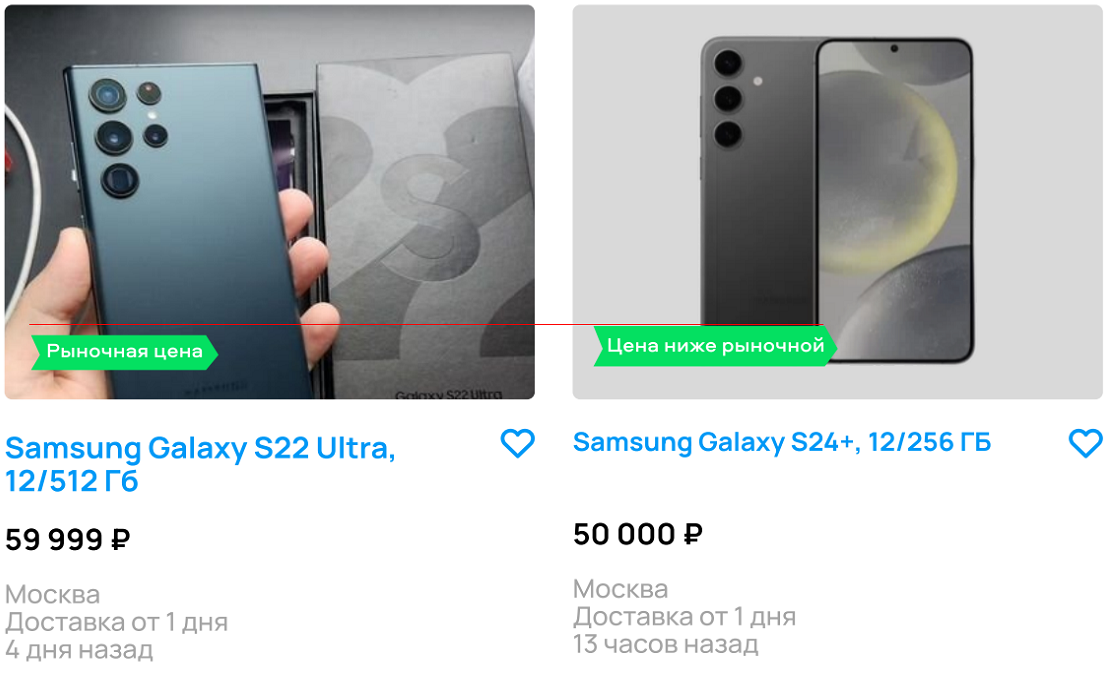 Galaxy S22 Ultra
Рыночная цена
Цена ниже рыночной
Samsung Galaxy S22 Ultra,
12/512 Гб
59 999 ₽
Москва
Доставка от 1 дня
4 дня назад
Samsung Galaxy S24+, 12/256 ГБ
50 000 ₽
Москва
Доставка от 1 дня
13 часов назад